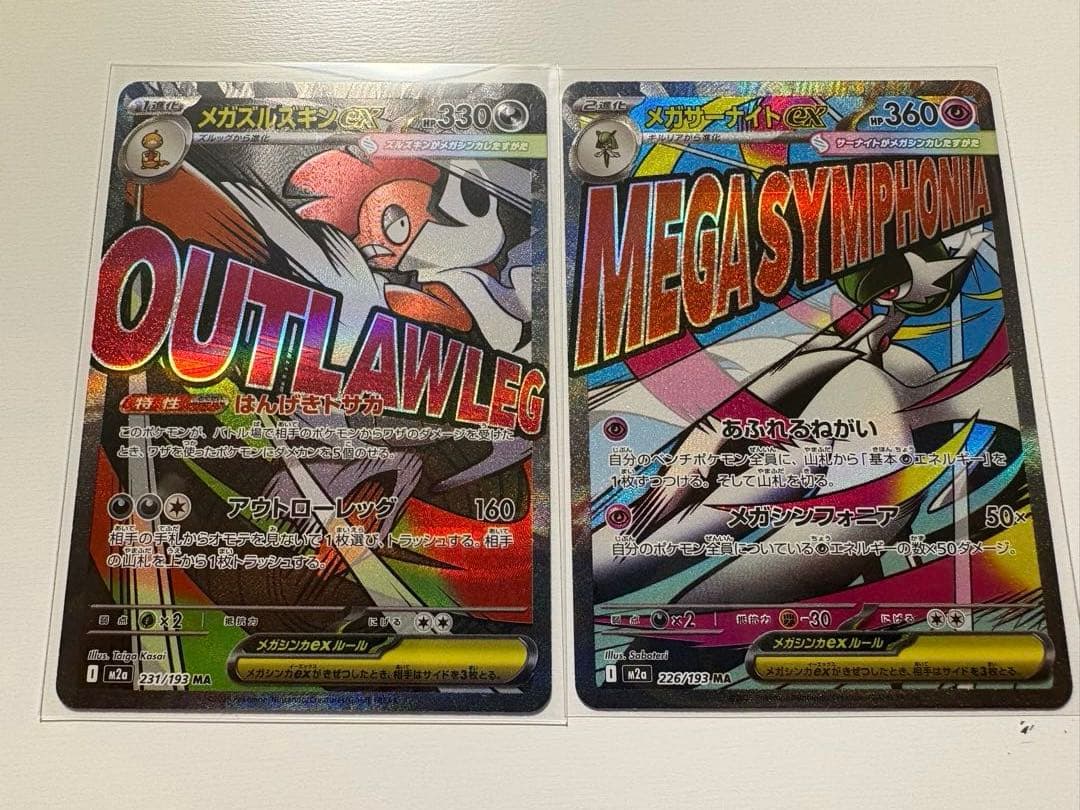 1進化
メガズルズキンex
HP330
ズルッグから進化
ズルズキンがメガシンカしたすがた
OUTLAW LEG
特性 はんげきトサカ
このポケモンが、バトル場で相手のポケモンからワザのダメージを受けた
とき、ワザを使ったポケモンにダメカンを5個のせる。
アウトローレッグ 160
相手の手札からオモテを見ないで1枚選び、トラッシュする。相手
の山札を上から1枚トラッシュする。
弱点 ×2 抵抗力 にげる
メガシンカexルール
メガシンカexがきぜつしたとき、相手はサイドを3枚とる。
Illus. Taiga Kasai
I m2a 231/193 MA
2進化
メガサーナイトex
HP360
キルリアから進化
サーナイトがメガシンカしたすがた
MEGA SYMPHONIA
あふれるねがい
自分のベンチポケモン全員に、山札から「基本エネルギー」を
1枚ずつつける。そして山札を切る。
メガシンフォニア 50×
自分のポケモン全員についているエネルギーの数×50ダメージ。
弱点 ×2 抵抗力 -30 にげる
メガシンカexルール
メガシンカexがきぜつしたとき、相手はサイドを3枚とる。
Illus. Saboteri
I m2a 226/193 MA